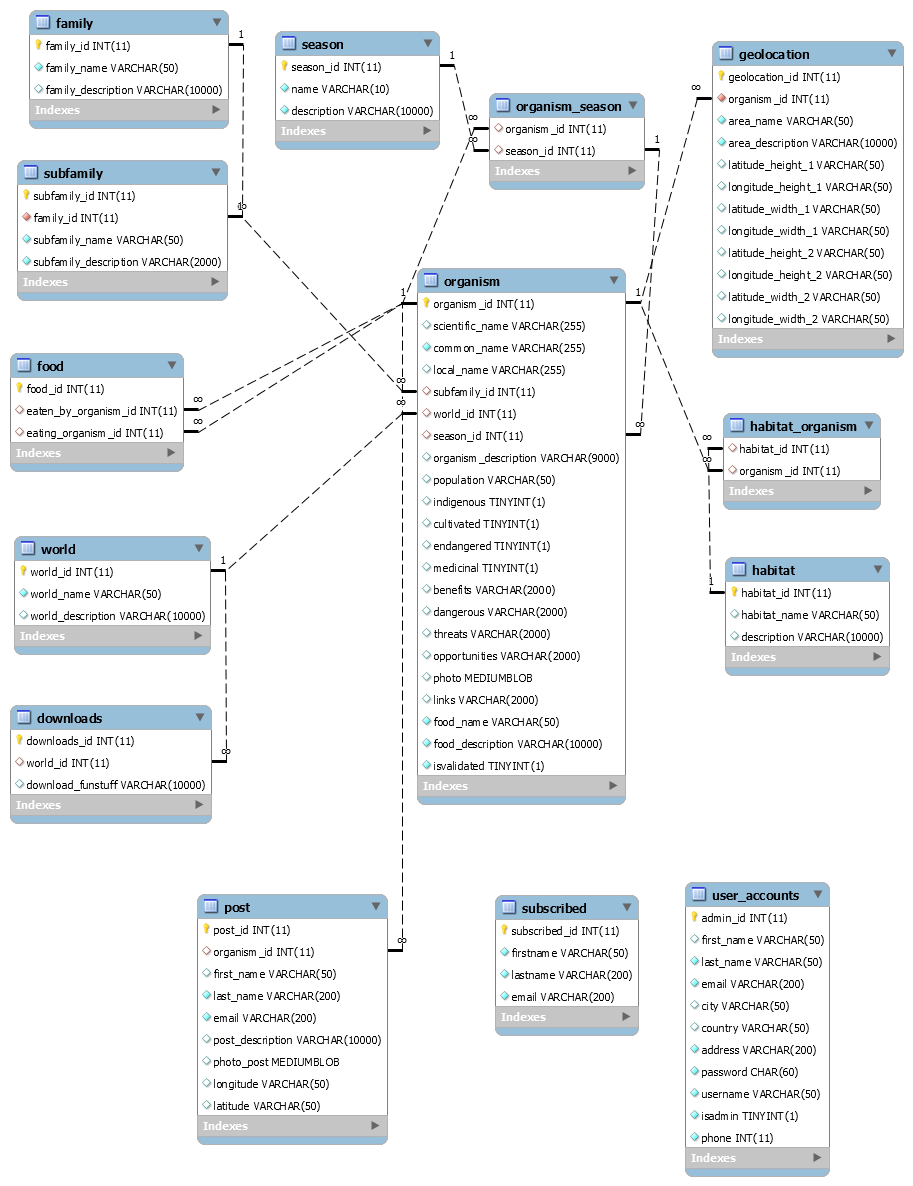 family
family_id INT(11)
family_name VARCHAR(50)
family_description VARCHAR(10000)
Indexes
1
season
season_id INT(11)
name VARCHAR(10)
description VARCHAR(10000)
Indexes
1
organism_season
organism_id INT(11)
season_id INT(11)
Indexes
∞
∞
1
geolocation
geolocation_id INT(11)
organism_id INT(11)
area_name VARCHAR(50)
area_description VARCHAR(10000)
latitude_height_1 VARCHAR(50)
longitude_height_1 VARCHAR(50)
latitude_width_1 VARCHAR(50)
longitude_width_1 VARCHAR(50)
latitude_height_2 VARCHAR(50)
longitude_height_2 VARCHAR(50)
latitude_width_2 VARCHAR(50)
longitude_width_2 VARCHAR(50)
Indexes
∞
subfamily
subfamily_id INT(11)
family_id INT(11)
subfamily_name VARCHAR(50)
subfamily_description VARCHAR(2000)
Indexes
organism
organism_id INT(11)
scientific_name VARCHAR(255)
common_name VARCHAR(255)
local_name VARCHAR(255)
subfamily_id INT(11)
world_id INT(11)
season_id INT(11)
organism_description VARCHAR(9000)
population VARCHAR(50)
indigenous TINYINT(1)
cultivated TINYINT(1)
endangered TINYINT(1)
medicinal TINYINT(1)
benefits VARCHAR(2000)
dangerous VARCHAR(2000)
threats VARCHAR(2000)
opportunities VARCHAR(2000)
photo MEDIUMBLOB
links VARCHAR(2000)
food_name VARCHAR(50)
food_description VARCHAR(10000)
isvalidated TINYINT(1)
Indexes
1
1
∞
∞
∞
food
food_id INT(11)
eaten_by_organism_id INT(11)
eating_organism_id INT(11)
Indexes
∞
∞
habitat_organism
habitat_id INT(11)
organism_id INT(11)
Indexes
∞
∞
world
world_id INT(11)
world_name VARCHAR(50)
world_description VARCHAR(10000)
Indexes
1
habitat
habitat_id INT(11)
habitat_name VARCHAR(50)
description VARCHAR(10000)
Indexes
1
downloads
downloads_id INT(11)
world_id INT(11)
download_funstuff VARCHAR(10000)
Indexes
∞
post
post_id INT(11)
organism_id INT(11)
first_name VARCHAR(50)
last_name VARCHAR(200)
email VARCHAR(200)
post_description VARCHAR(10000)
photo_post MEDIUMBLOB
longitude VARCHAR(50)
latitude VARCHAR(50)
Indexes
∞
subscribed
subscribed_id INT(11)
firstname VARCHAR(50)
lastname VARCHAR(200)
email VARCHAR(200)
Indexes
user_accounts
admin_id INT(11)
first_name VARCHAR(50)
last_name VARCHAR(50)
email VARCHAR(200)
city VARCHAR(50)
country VARCHAR(50)
address VARCHAR(200)
password CHAR(60)
username VARCHAR(50)
isadmin TINYINT(1)
phone INT(11)
Indexes